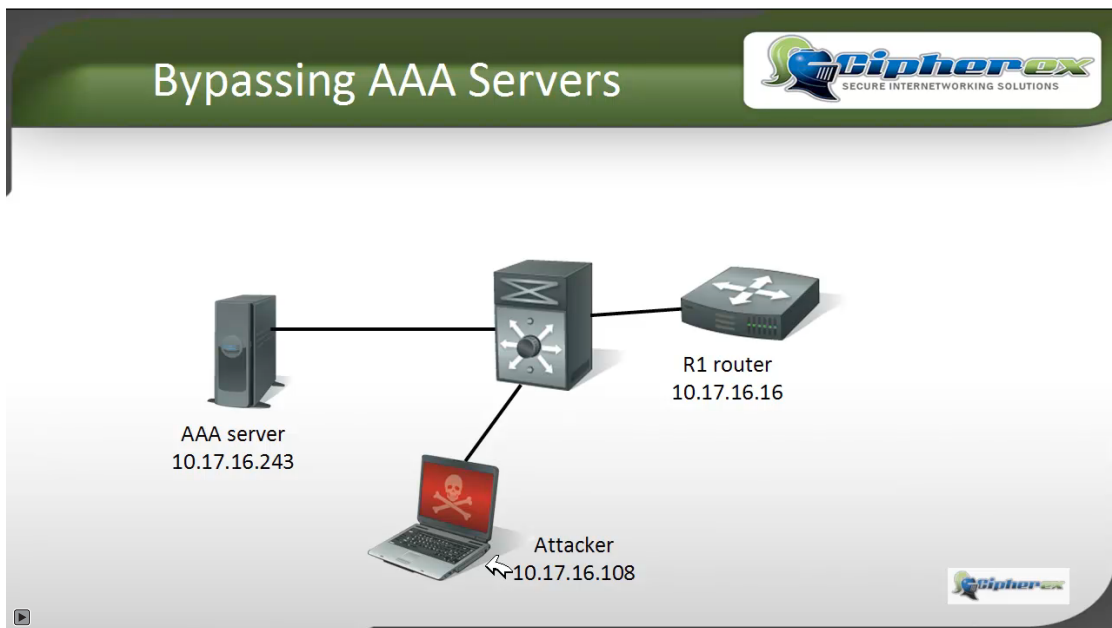 Bypassing AAA Servers
Cipherex
SECURE INTERNETWORKING SOLUTIONS
R1 router
10.17.16.16
AAA server
10.17.16.243
Attacker
10.17.16.108
Cipherex